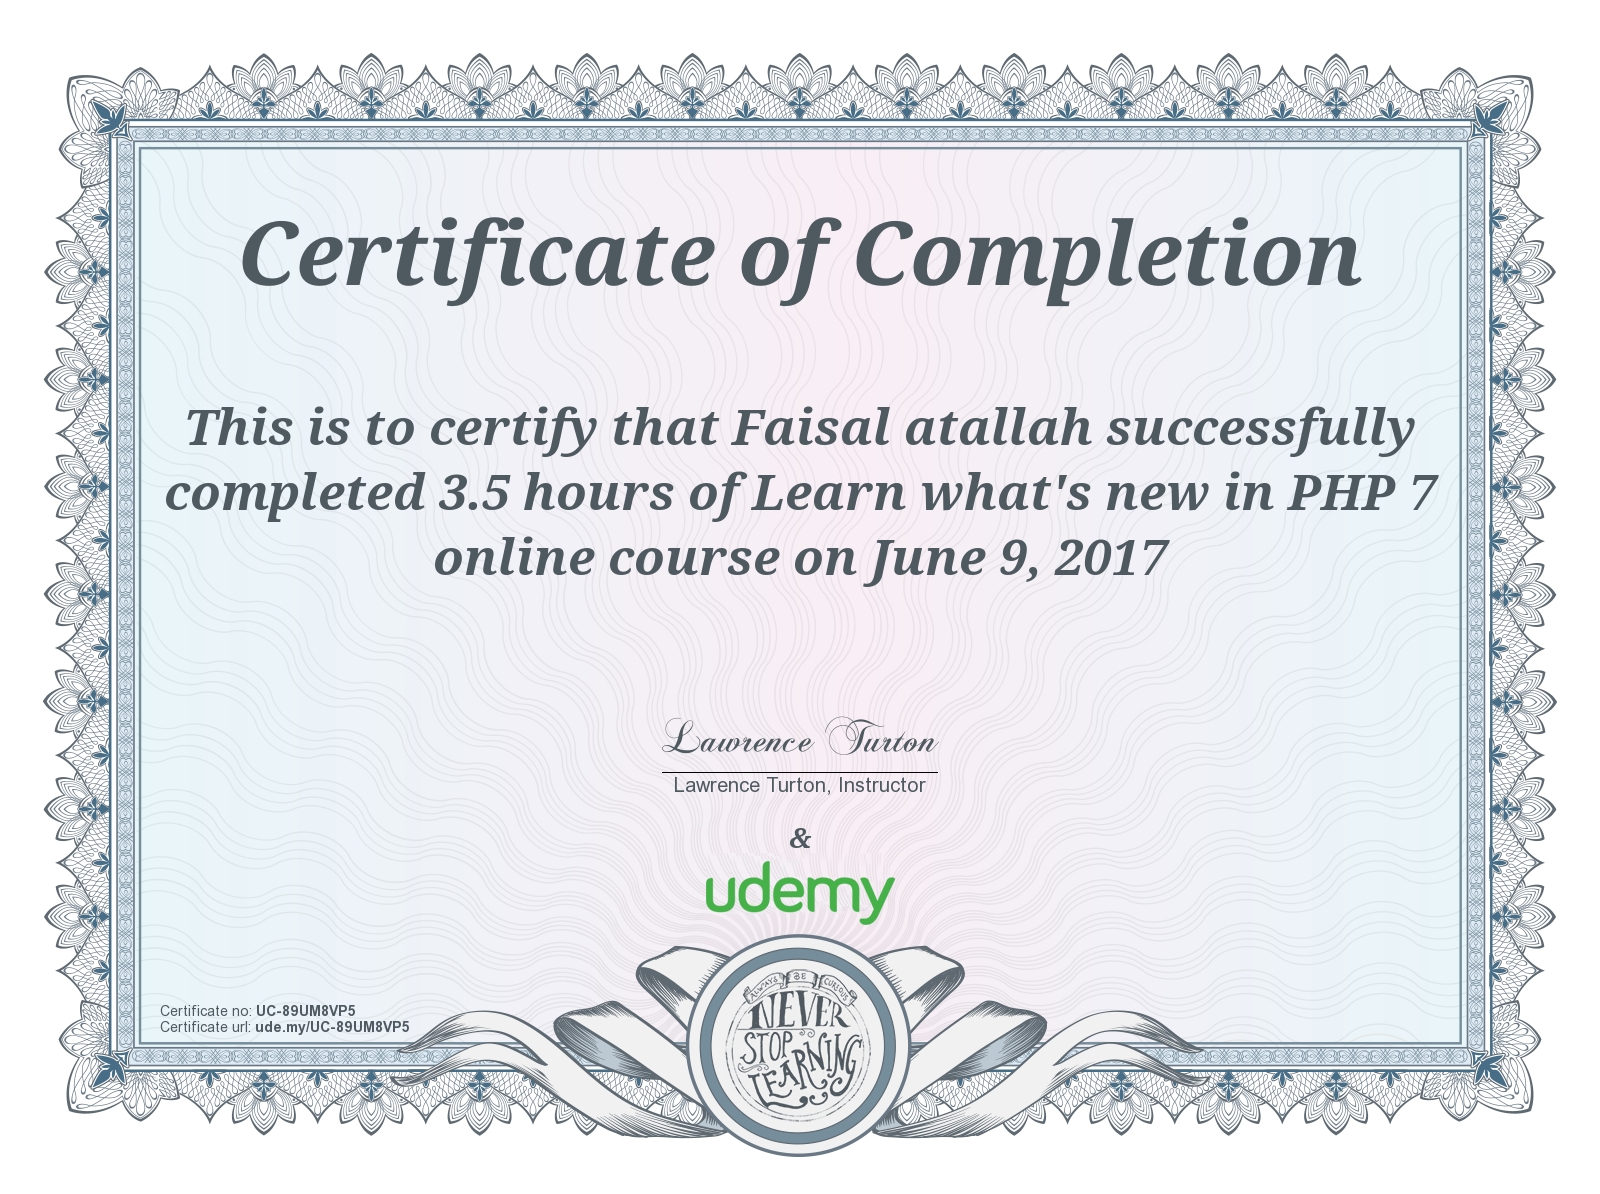 Certificate of Completion
This is to certify that Faisal atallah successfully
completed 3.5 hours of Learn what's new in PHP 7
online course on June 9, 2017
Lawrence Turton
Lawrence Turton, Instructor
&
udemy
Certificate no: UC-89UM8VP5
Certificate url: ude.my/UC-89UM8VP5
ALWAYS BE CURIOUS
NEVER
STOP
LEARNING